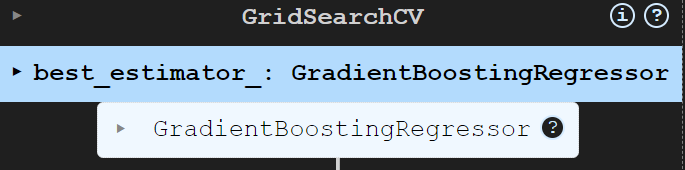 GridSearchCV i ?
best_estimator_: GradientBoostingRegressor
GradientBoostingRegressor ?